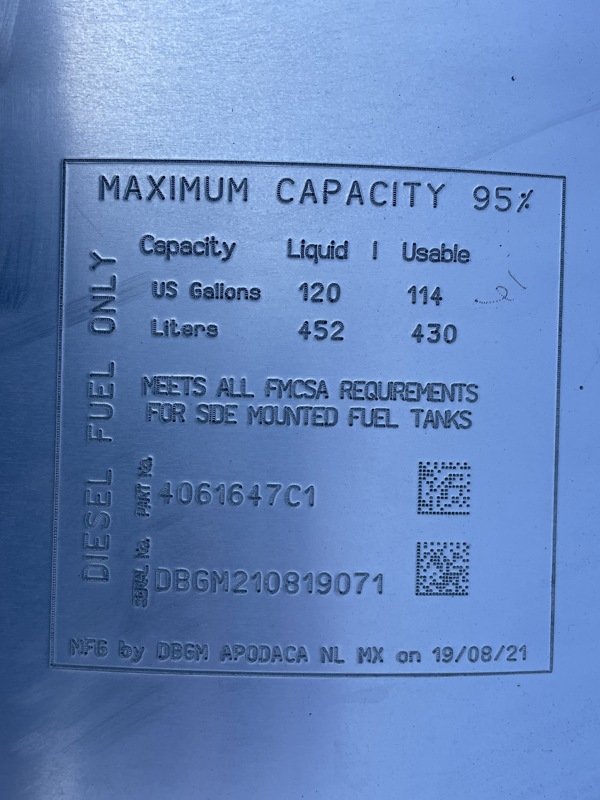 MAXIMUM CAPACITY 95%
Capacity Liquid | Usable
US Gallons 120 114
Liters 452 430
MEETS ALL FMCSA REQUIREMENTS
FOR SIDE MOUNTED FUEL TANKS
DIESEL FUEL ONLY
PART No. 4061647C1
SERIAL No. DBGM210819071
MFG by DBGM APODACA NL MX on 19/08/21